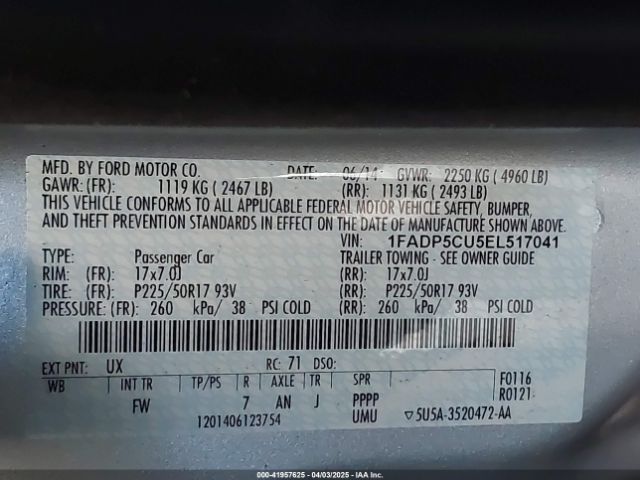 MFD. BY FORD MOTOR CO. DATE: 06/14 GVWR: 2250 KG ( 4960 LB)
GAWR: (FR): 1119 KG ( 2467 LB) (RR): 1131 KG ( 2493 LB)
THIS VEHICLE CONFORMS TO ALL APPLICABLE FEDERAL MOTOR VEHICLE SAFETY, BUMPER,
AND THEFT PREVENTION STANDARDS IN EFFECT ON THE DATE OF MANUFACTURE SHOWN ABOVE.
VIN: 1FADP5CU5EL517041
TYPE: Passenger Car TRAILER TOWING - SEE OWNER GUIDE
RIM: (FR): 17x7.0J (RR): 17x7.0J
TIRE: (FR): P225/50R17 93V (RR): P225/50R17 93V
PRESSURE: (FR): 260 kPa/ 38 PSI COLD (RR): 260 kPa/ 38 PSI COLD
EXT PNT: UX RC: 71 DSO:
WB INT TR TP/PS R AXLE TR SPR F0116
FW 7 AN J PPPP R0121
1201406123754 UMU ▽5U5A-3520472-AA
000-41957625 - 04/03/2025 - IAAI.COM